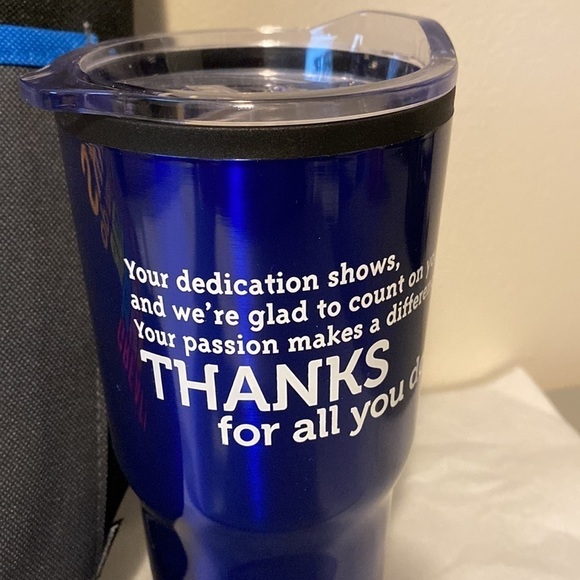 Your dedication shows,
and we're glad to count on
Your passion makes a
THANKS
for all you